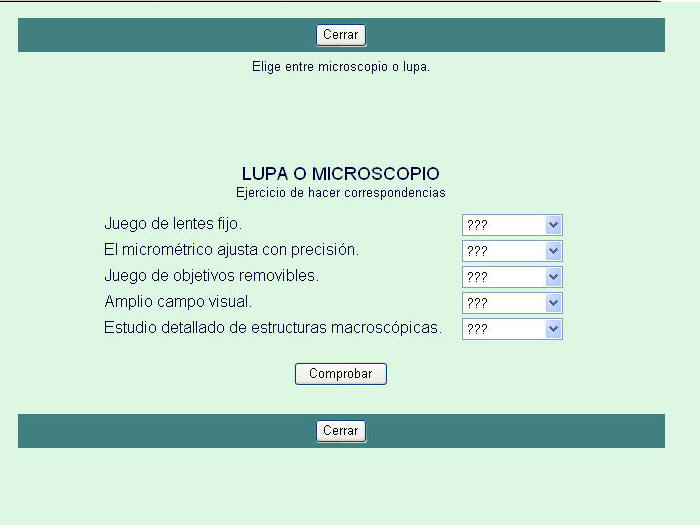 Cerrar
Elige entre microscopio o lupa.
LUPA O MICROSCOPIO
Ejercicio de hacer correspondencias
Juego de lentes fijo. ???
El micrométrico ajusta con precisión. ???
Juego de objetivos removibles. ???
Amplio campo visual. ???
Estudio detallado de estructuras macroscópicas. ???
Comprobar
Cerrar